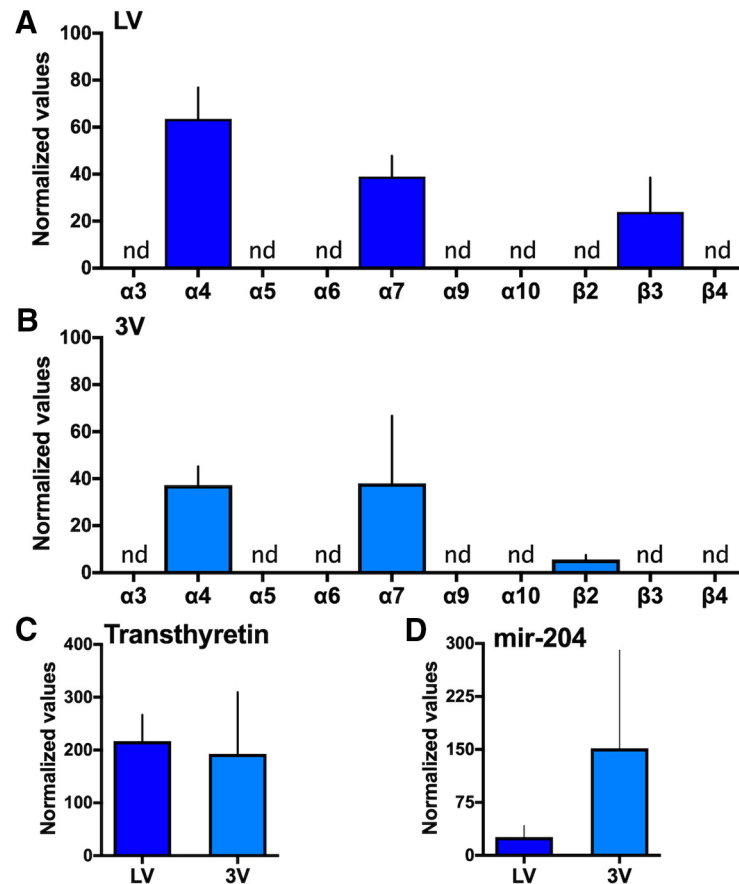 A
LV
Normalized values
100
80
60
40
20
0
nd nd nd nd nd nd nd
α3 α4 α5 α6 α7 α9 α10 β2 β3 β4
B
3V
Normalized values
100
80
60
40
20
0
nd nd nd nd nd nd nd
α3 α4 α5 α6 α7 α9 α10 β2 β3 β4
C
Transthyretin
Normalized values
400
300
200
100
0
LV 3V
D
mir-204
Normalized values
300
225
150
75
0
LV 3V